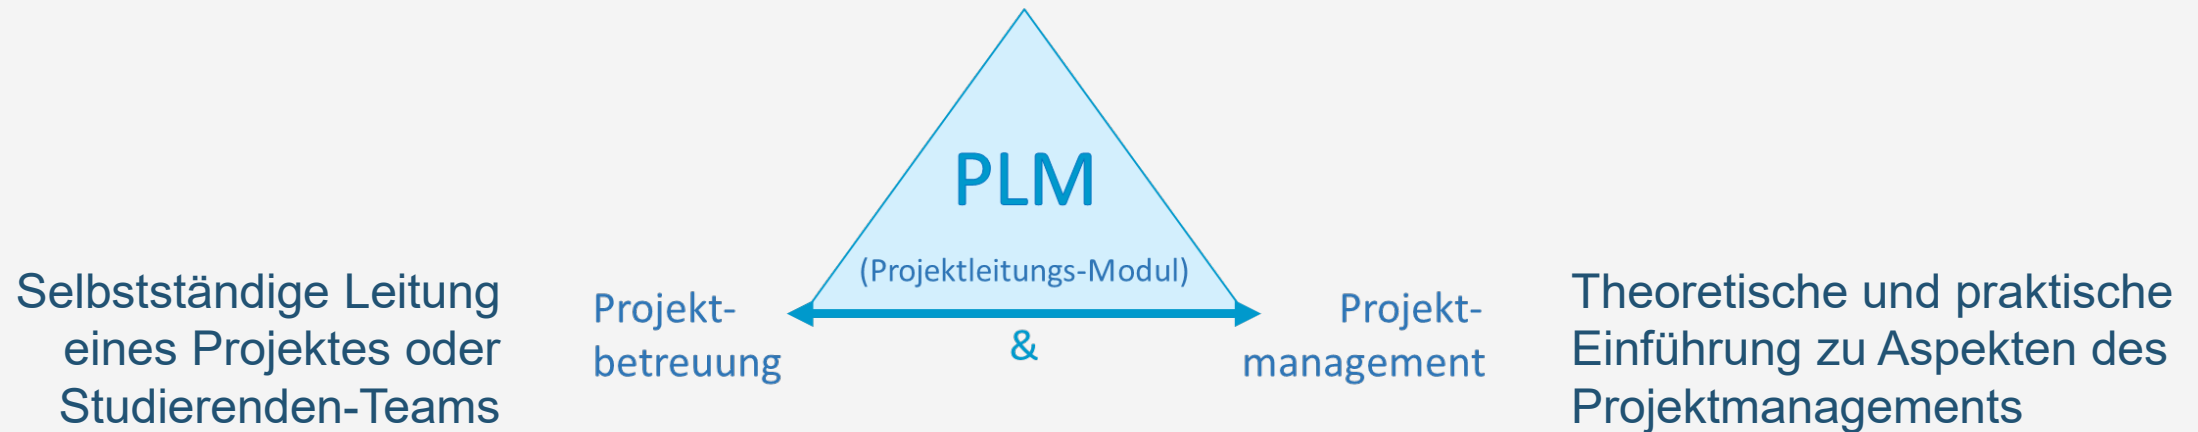 PLM
(Projektleitungs-Modul)
Selbstständige Leitung
eines Projektes oder
Studierenden-Teams
Projekt-
betreuung
&
Projekt-
management
Theoretische und praktische
Einführung zu Aspekten des
Projektmanagements